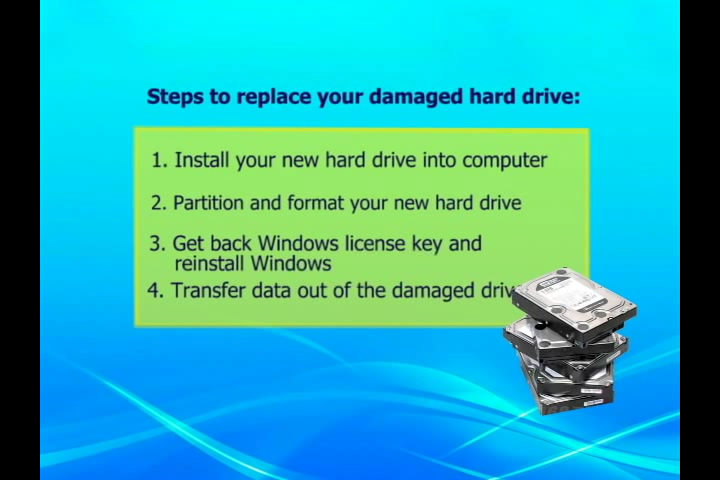 Steps to replace your damaged hard drive:
1. Install your new hard drive into computer
2. Partition and format your new hard drive
3. Get back Windows license key and
reinstall Windows
4. Transfer data out of the damaged driv